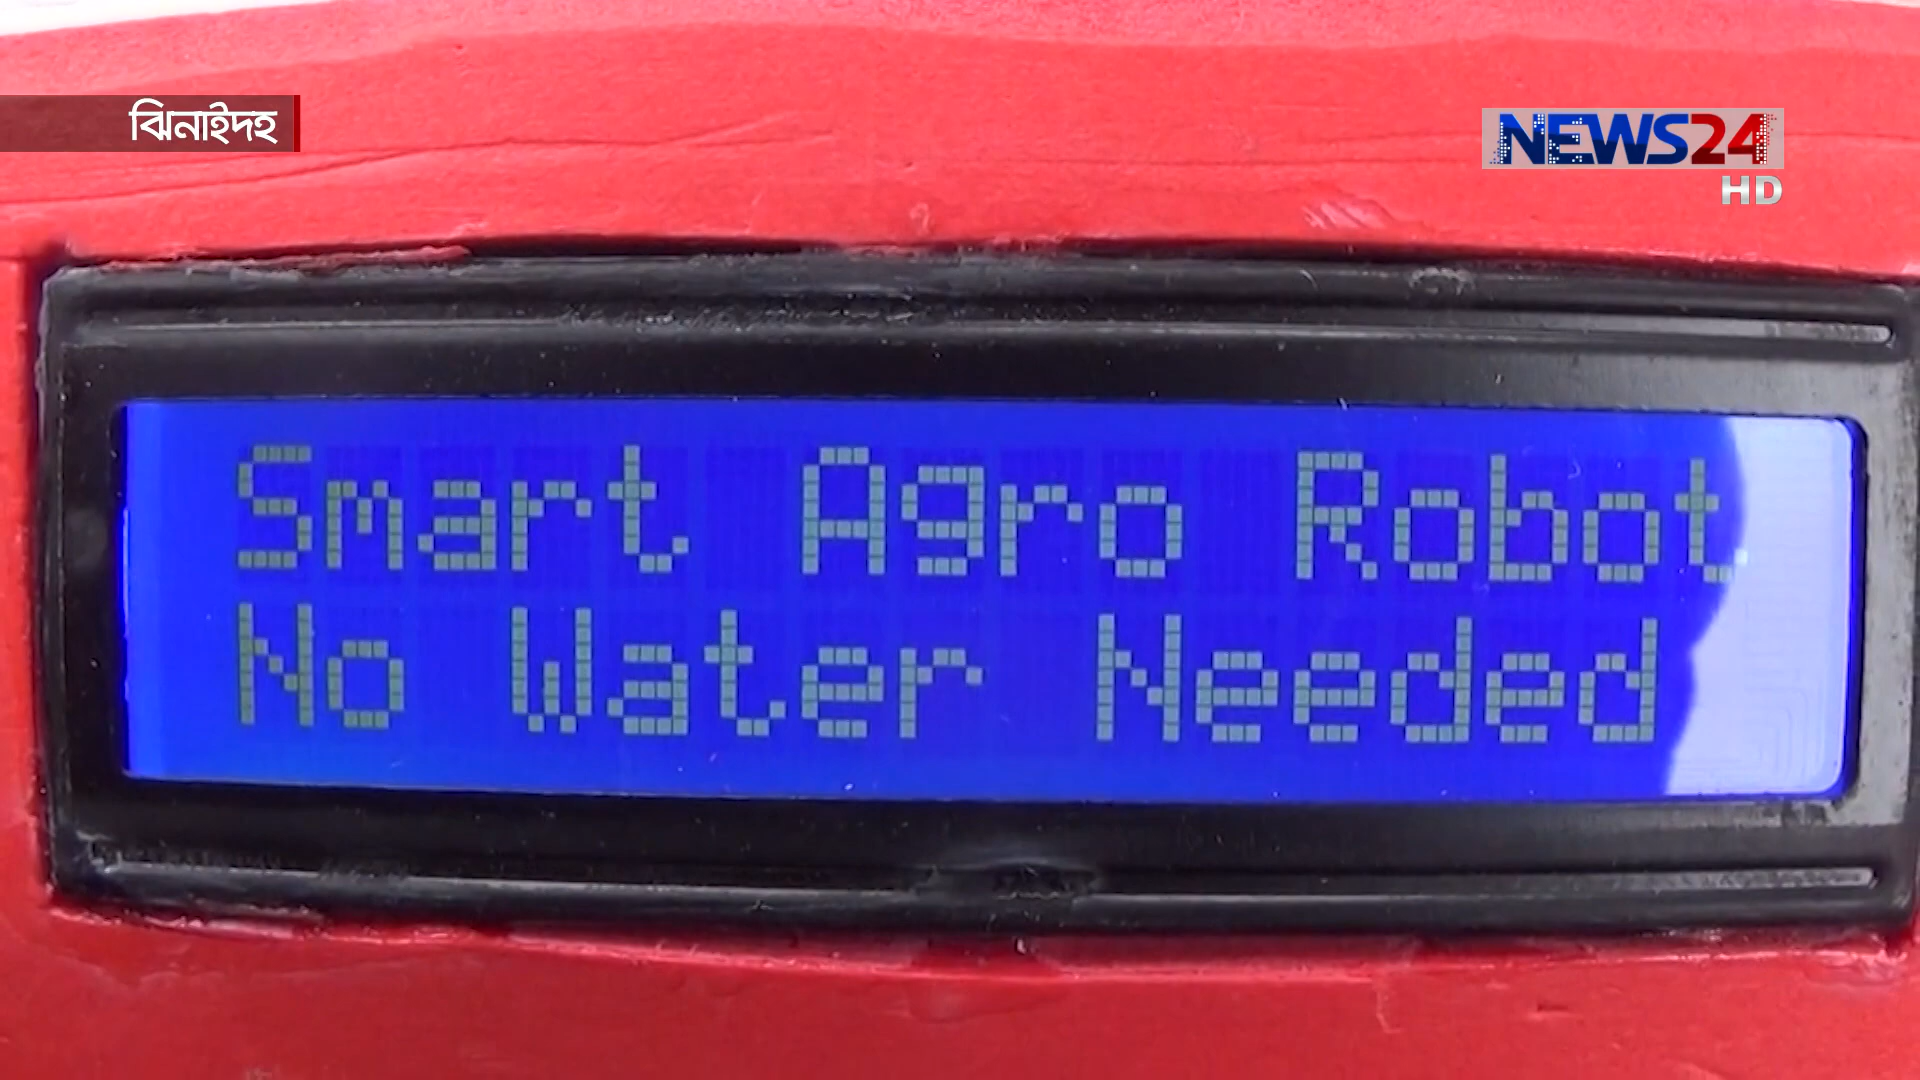 ঝিনাইদহ
NEWS24
HD
Smart Agro Robot
No Water Needed